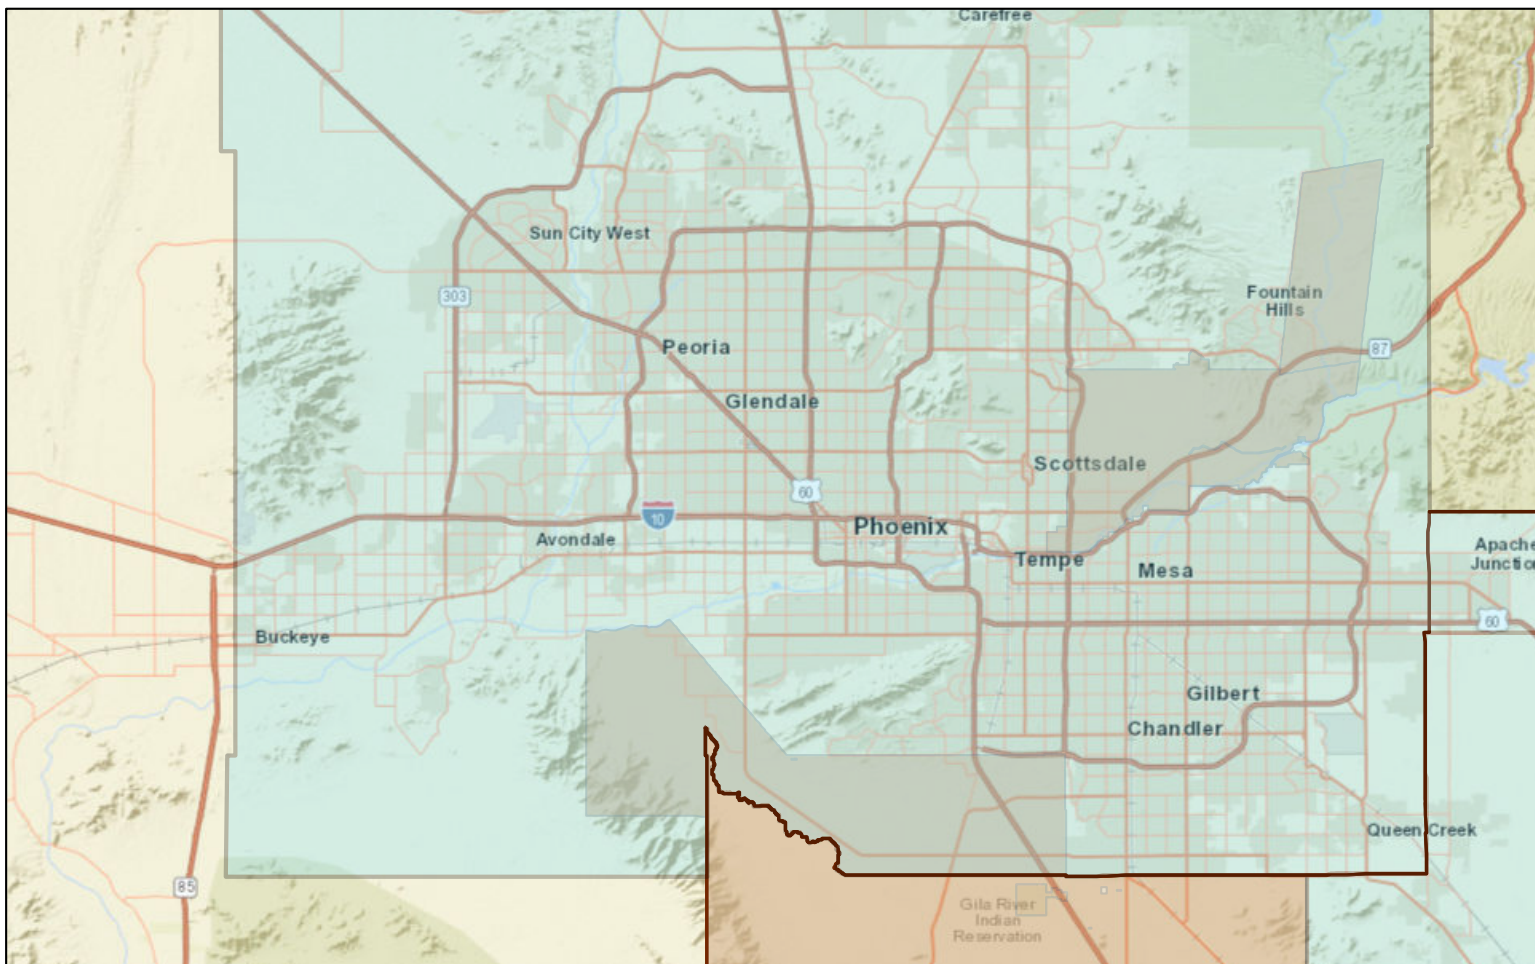 Carefree
Sun City West
303
Fountain
Hills
Peoria
87
Glendale
Scottsdale
60
10
Phoenix
Avondale
Tempe
Mesa
Apache
Junctio
60
Buckeye
Gilbert
Chandler
Queen Creek
85
Gila River
Indian
Reservation